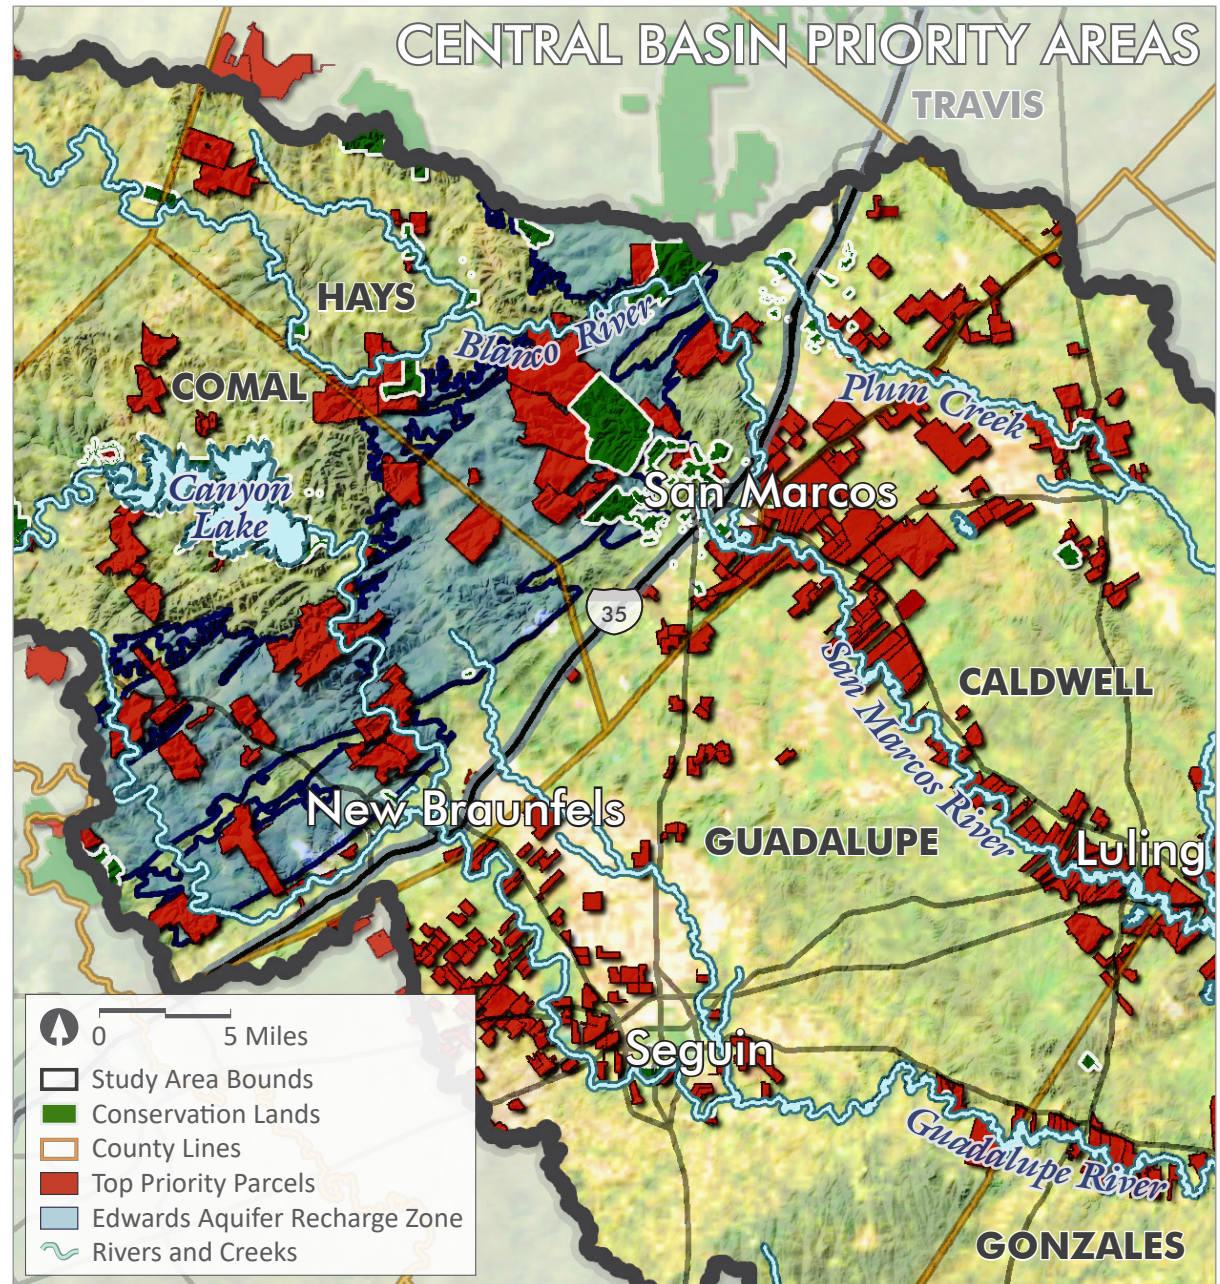 CENTRAL BASIN PRIORITY AREAS
TRAVIS
HAYS
Blanco River
COMAL
Plum Creek
Canyon
Lake
San Marcos
35
CALDWELL
San Marcos River
New Braunfels
GUADALUPE
Luling
Seguin
Guadalupe River
GONZALES
0 5 Miles
Study Area Bounds
Conservation Lands
County Lines
Top Priority Parcels
Edwards Aquifer Recharge Zone
Rivers and Creeks